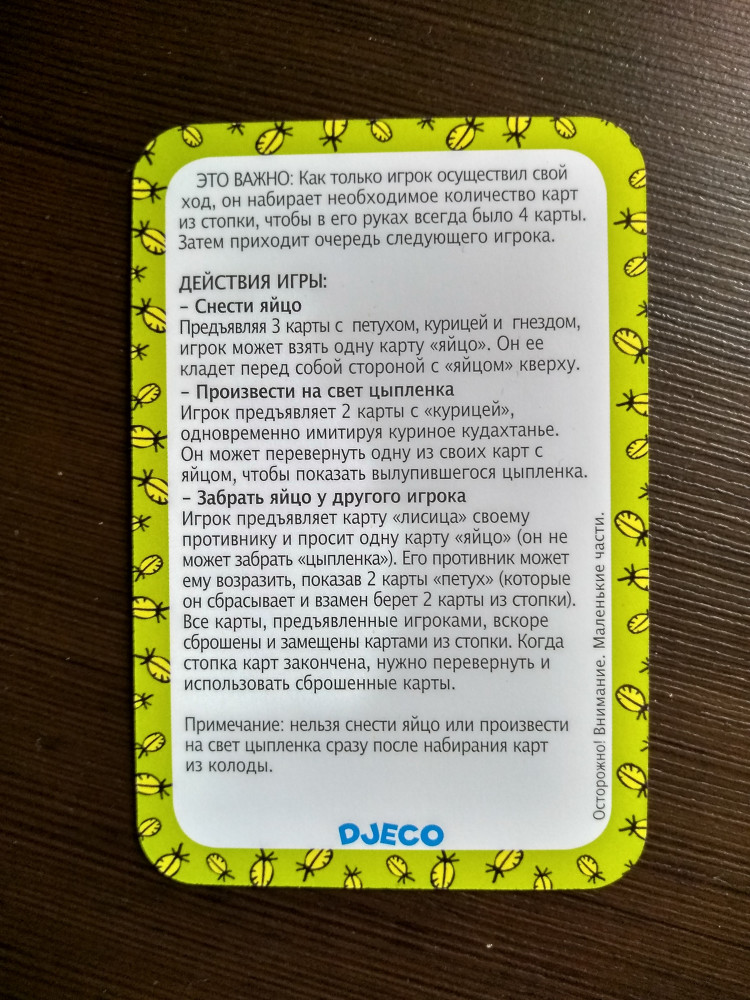 ЭТО ВАЖНО: Как только игрок осуществил свой
ход, он набирает необходимое количество карт
из стопки, чтобы в его руках всегда было 4 карты.
Затем приходит очередь следующего игрока.
ДЕЙСТВИЯ ИГРЫ:
– Снести яйцо
Предъявляя 3 карты с петухом, курицей и гнездом,
игрок может взять одну карту «яйцо». Он ее
кладет перед собой стороной с «яйцом» кверху.
– Произвести на свет цыпленка
Игрок предъявляет 2 карты с «курицей»,
одновременно имитируя куриное кудахтанье.
Он может перевернуть одну из своих карт с
яйцом, чтобы показать вылупившегося цыпленка.
– Забрать яйцо у другого игрока
Игрок предъявляет карту «лисица» своему
противнику и просит одну карту «яйцо» (он не
может забрать «цыпленка»). Его противник может
ему возразить, показав 2 карты «петух» (которые
он сбрасывает и взамен берет 2 карты из стопки).
Все карты, предъявленные игроками, вскоре
сброшены и замещены картами из стопки. Когда
стопка карт закончена, нужно перевернуть и
использовать сброшенные карты.
Примечание: нельзя снести яйцо или произвести
на свет цыпленка сразу после набирания карт
из колоды.
Осторожно! Внимание. Маленькие части.
DJECO